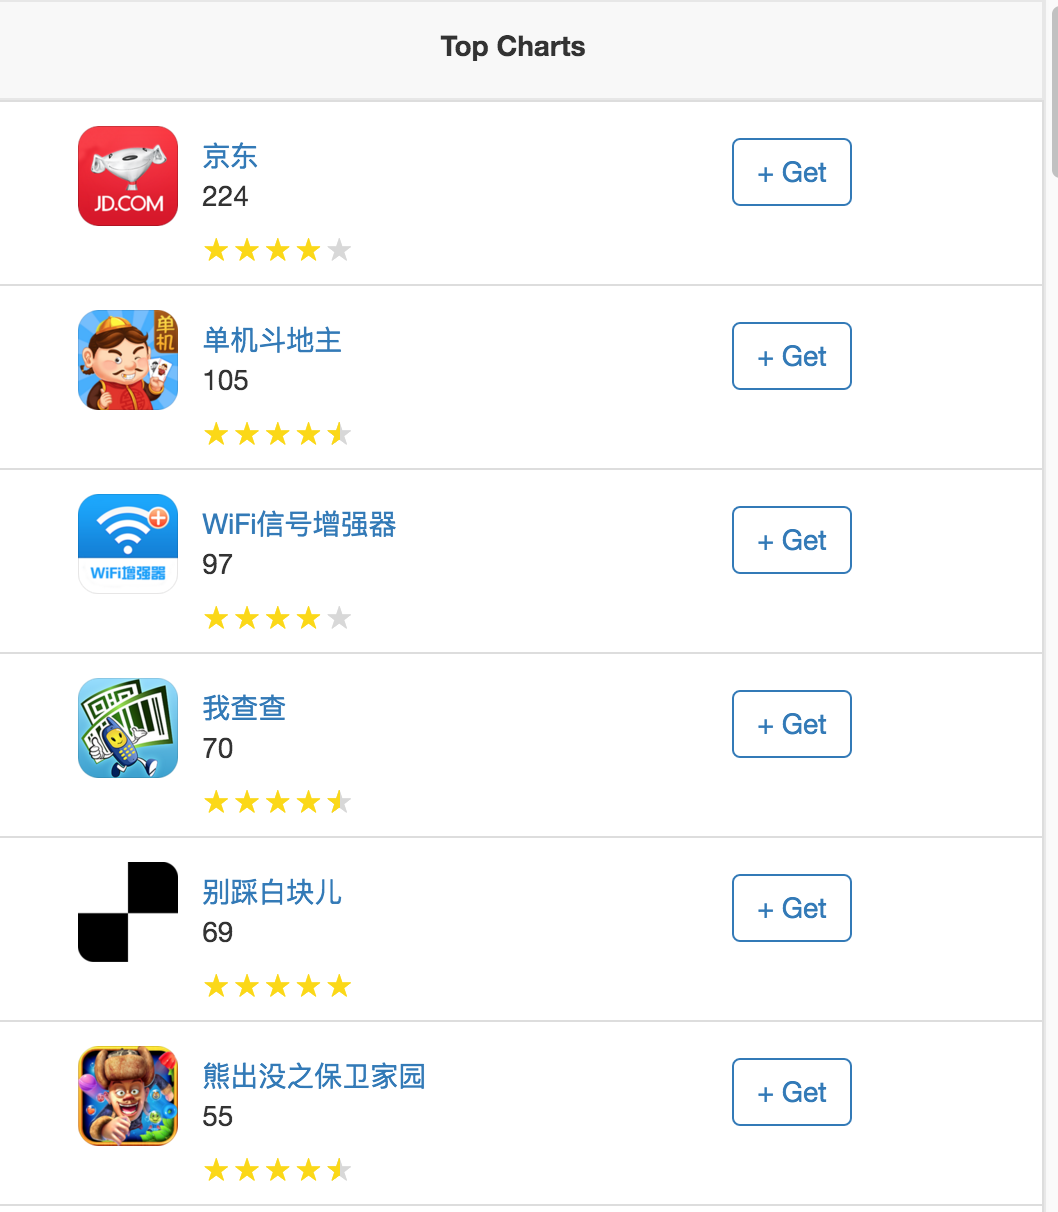 Top Charts
JD.COM
京东
224
+ Get
单机
单机斗地主
105
+ Get
WiFi增强器
WiFi信号增强器
97
+ Get
我查查
70
+ Get
别踩白块儿
69
+ Get
熊出没之保卫家园
55
+ Get